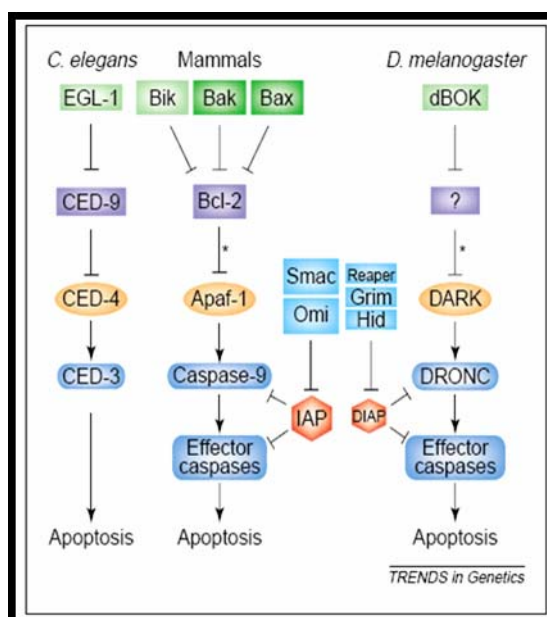 C. elegans Mammals D. melanogaster
EGL-1 Bik Bak Bax dBOK
CED-9 Bcl-2 ?
* *
Smac Reaper
CED-4 Apaf-1 Omi Grim DARK
Hid
CED-3 Caspase-9 DRONC
IAP DIAP
Effector Effector
caspases caspases
Apoptosis Apoptosis Apoptosis
TRENDS in Genetics